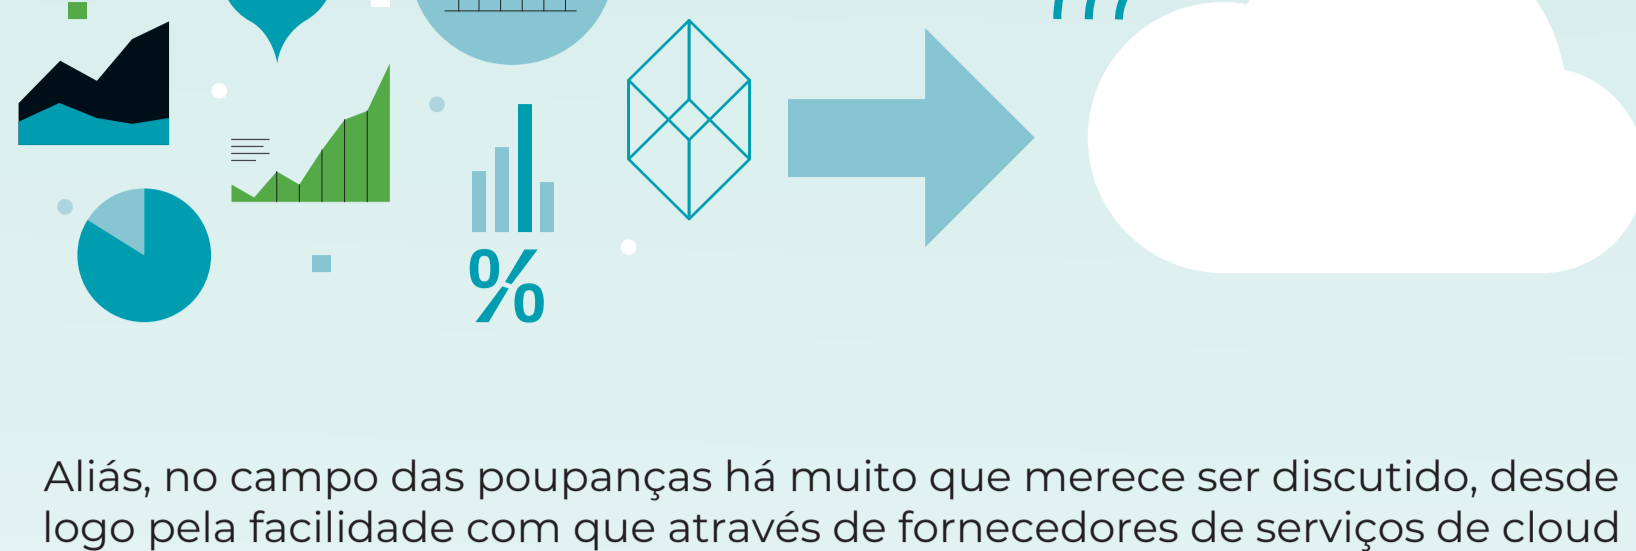 %
Aliás, no campo das poupanças há muito que merece ser discutido, desde
logo pela facilidade com que através de fornecedores de serviços de cloud